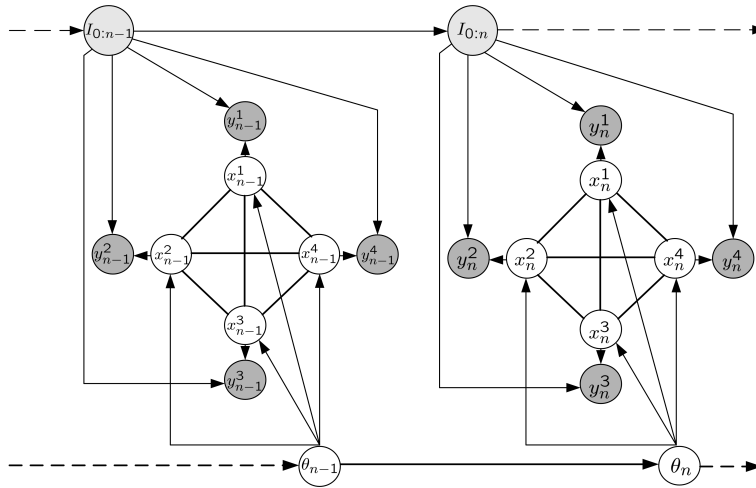 I_{0:n−1}
I_{0:n}
y^1_{n−1}
y^1_n
x^1_{n−1}
x^1_n
y^2_{n−1}
x^2_{n−1}
x^4_{n−1}
y^4_{n−1}
y^2_n
x^2_n
x^4_n
y^4_n
x^3_{n−1}
x^3_n
y^3_{n−1}
y^3_n
θ_{n−1}
θ_n